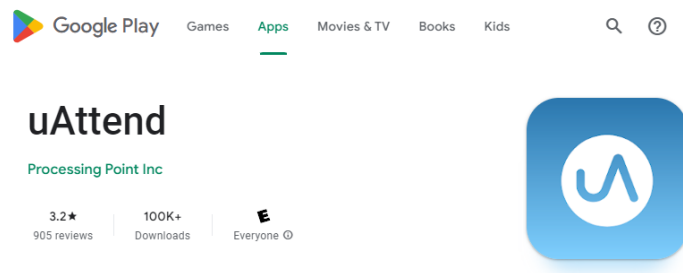 Google Play Games Apps Movies & TV Books Kids
uAttend
Processing Point Inc
3.2★ 100K+ E
905 reviews Downloads Everyone
uA